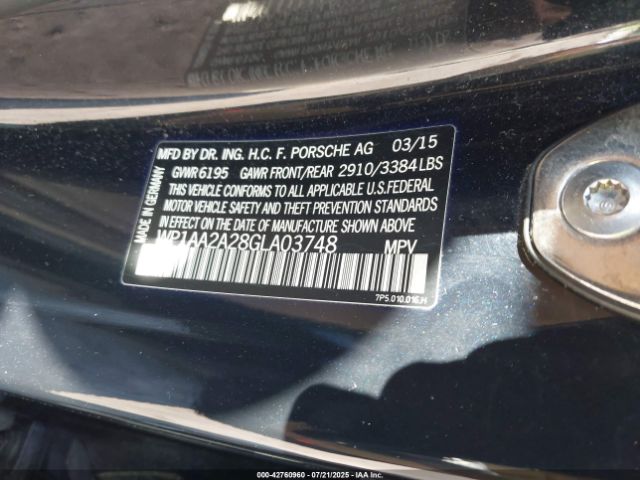 MFD BY DR. ING. H.C. F. PORSCHE AG 03/15
GVWR 6195 GAWR FRONT/REAR 2910/3384 LBS
THIS VEHICLE CONFORMS TO ALL APPLICABLE U.S. FEDERAL
MOTOR VEHICLE SAFETY AND THEFT PREVENTION STANDARDS
IN EFFECT ON THE DATE OF MANUFACTURE SHOWN ABOVE
WP1AA2A28GLA03748 MPV
7P5.010.016.H
MADE IN GERMANY
000-42760960 - 07/21/2025 - IAAI.com